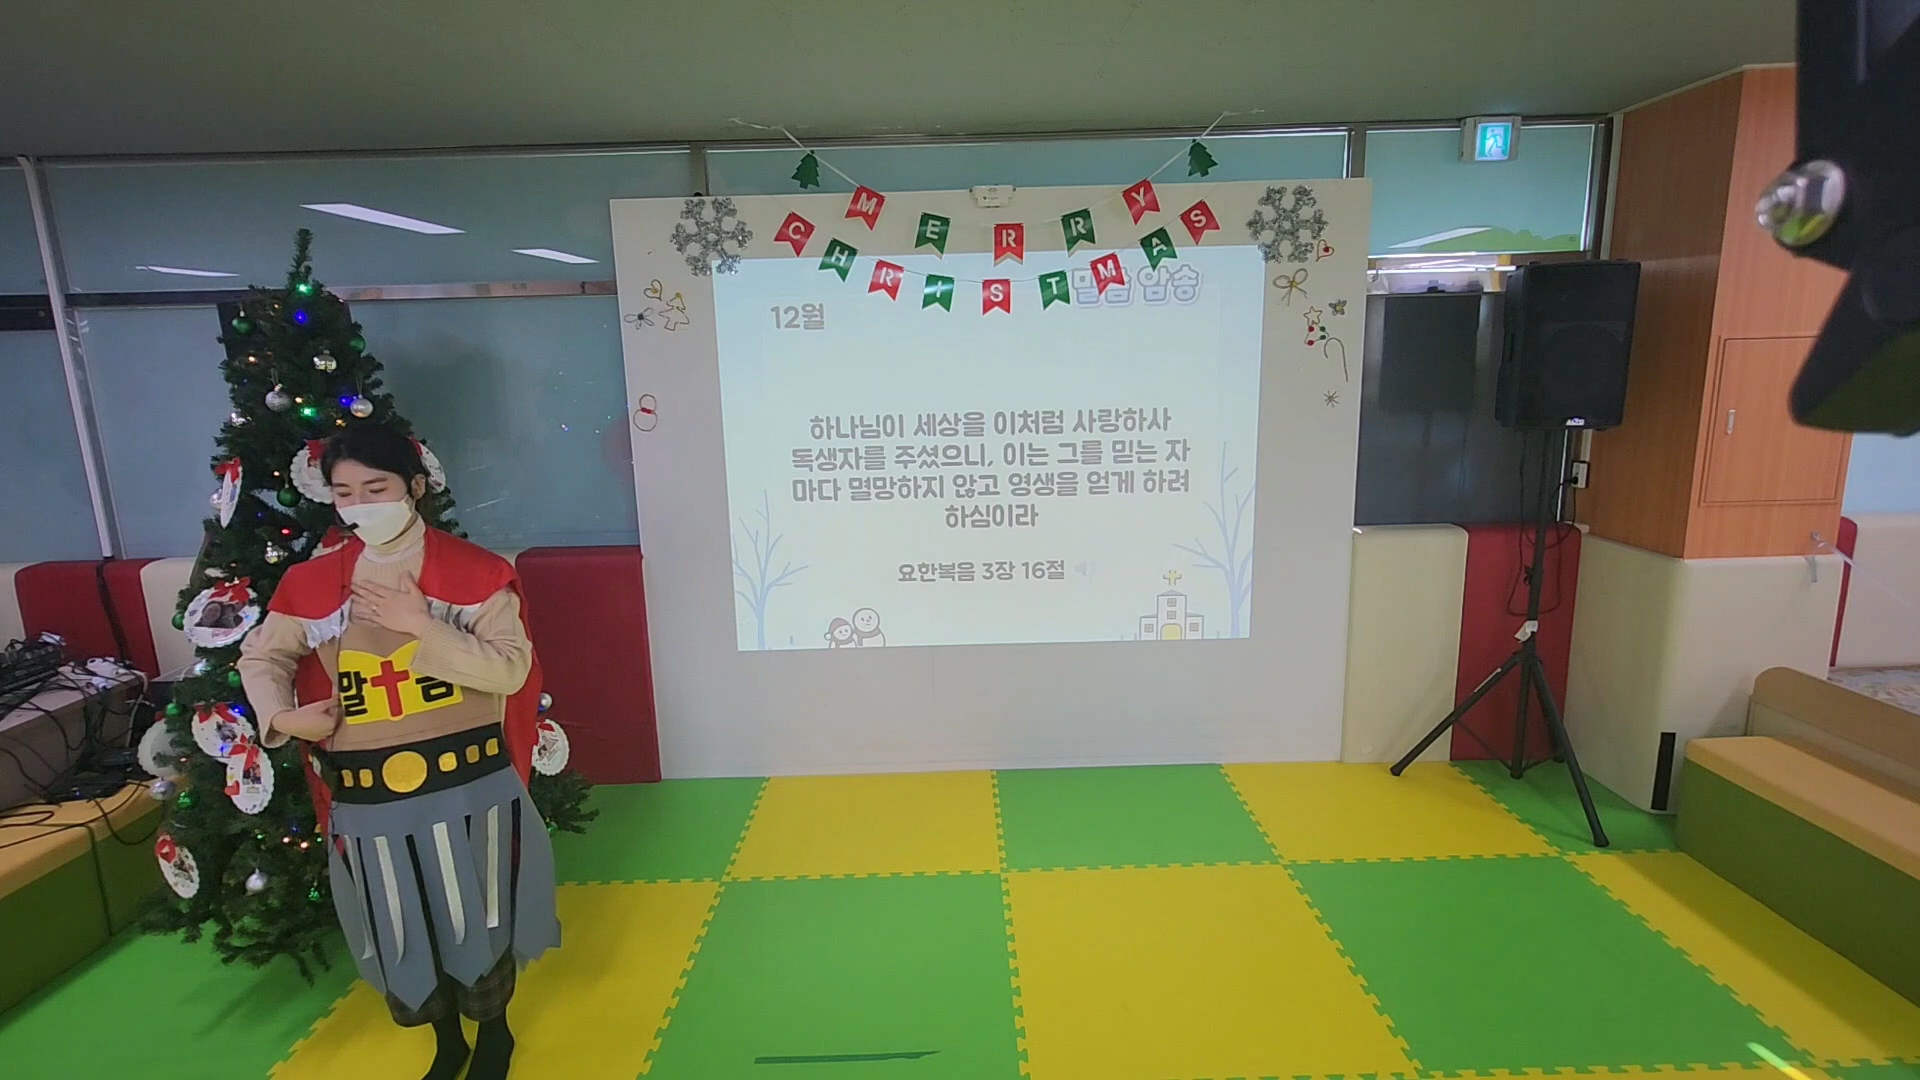 MERRY
CHRISTMAS
말씀 암송
12월
하나님이 세상을 이처럼 사랑하사
독생자를 주셨으니, 이는 그를 믿는 자
마다 멸망하지 않고 영생을 얻게 하려
하심이라
요한복음 3장 16절
말씀